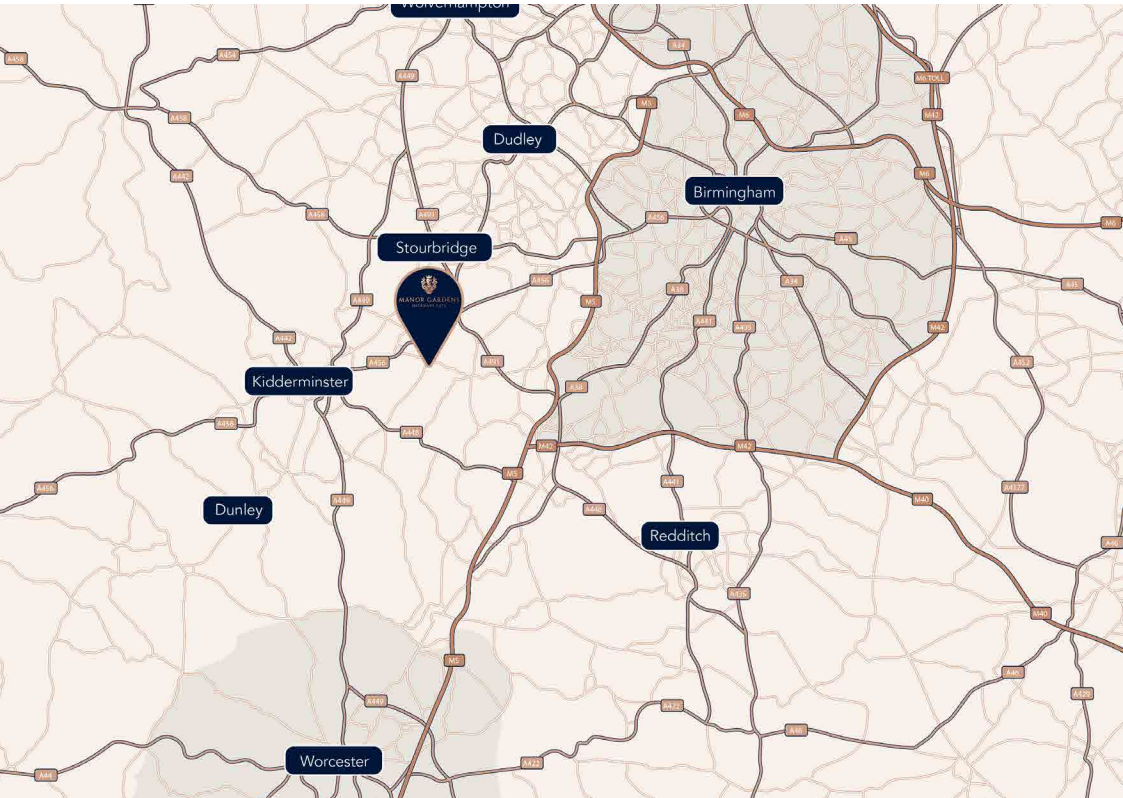 Wolverhampton
A34
A458
A454
A449
M6 TOLL
M5
M6
M42
A458
Dudley
M6
A442
Birmingham
A458
A491
A456
M6
A45
Stourbridge
A456
A38
A34
A45
MANOR GARDENS
A449
M5
A441
A435
M42
A442
A456
A491
A452
Kidderminster
A38
A456
A448
M42
M42
M5
A441
A456
A449
M40
A4177
Dunley
A448
Redditch
A46
A435
M40
M5
A46
A449
A422
A429
A46
Worcester
A422
A44